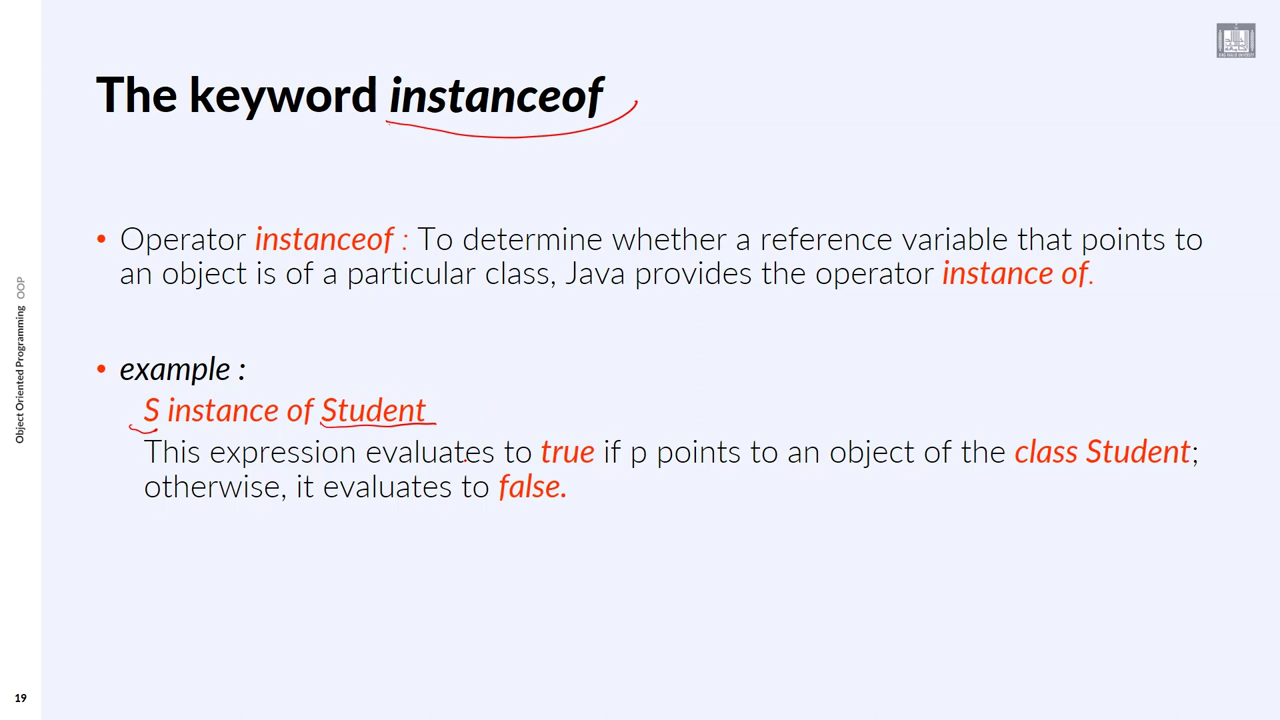 The keyword instanceof
• Operator instanceof : To determine whether a reference variable that points to
an object is of a particular class, Java provides the operator instance of.
• example :
S instance of Student
This expression evaluates to true if p points to an object of the class Student;
otherwise, it evaluates to false.
Object Oriented Programming OOP
19